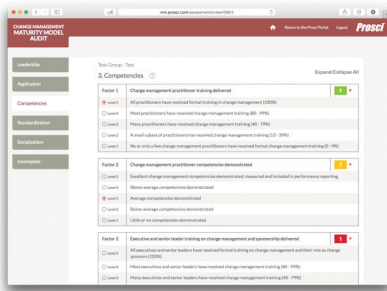 mm.prosci.com/assessments/view/588/3
CHANGE MANAGEMENT
MATURITY MODEL
AUDIT
Return to the Prosci Portal
Logout
Prosci
Leadership
Application
Competencies
Standardization
Socialization
Incomplete
Test Group - Test
3. Competencies
Expand/Collapse All
Factor 1 Change management practitioner training delivered 5
Level 5 All practitioners have received formal training in change management (100%)
Level 4 Most practitioners have received change management training (80 - 99%)
Level 3 Many practitioners have received change management training (40 - 79%)
Level 2 A small subset of practitioners has received change management training (10 - 39%)
Level 1 No or only a few change management practitioners have received formal change management training (0 - 9%)
Factor 2 Change management practitioner competencies demonstrated 3
Level 5 Excellent change management competencies demonstrated, measured and included in performance reporting
Level 4 Above average competencies demonstrated
Level 3 Average competencies demonstrated
Level 2 Below average competencies demonstrated
Level 1 Little or no competencies demonstrated
Factor 3 Executive and senior leader training on change management and sponsorship delivered 1
Level 5 All executives and senior leaders have received formal training on change management and their role as change
sponsors (100%)
Level 4 Most executives and senior leaders have received change management training (80 - 99%)
Level 3 Many executives and senior leaders have received change management training (40 - 79%)